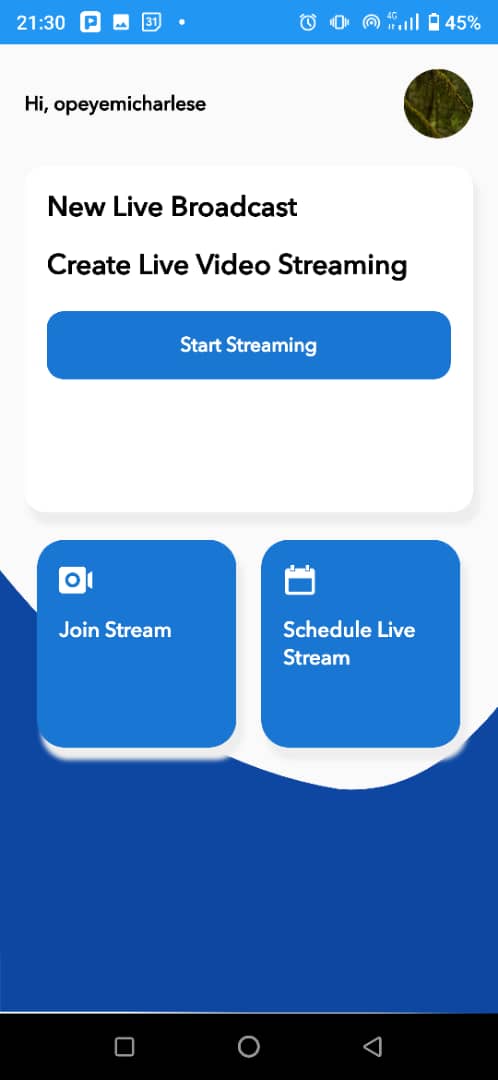 21:30 P 31 4G 45%
Hi, opeyemicharlese
New Live Broadcast
Create Live Video Streaming
Start Streaming
Join Stream
Schedule Live
Stream